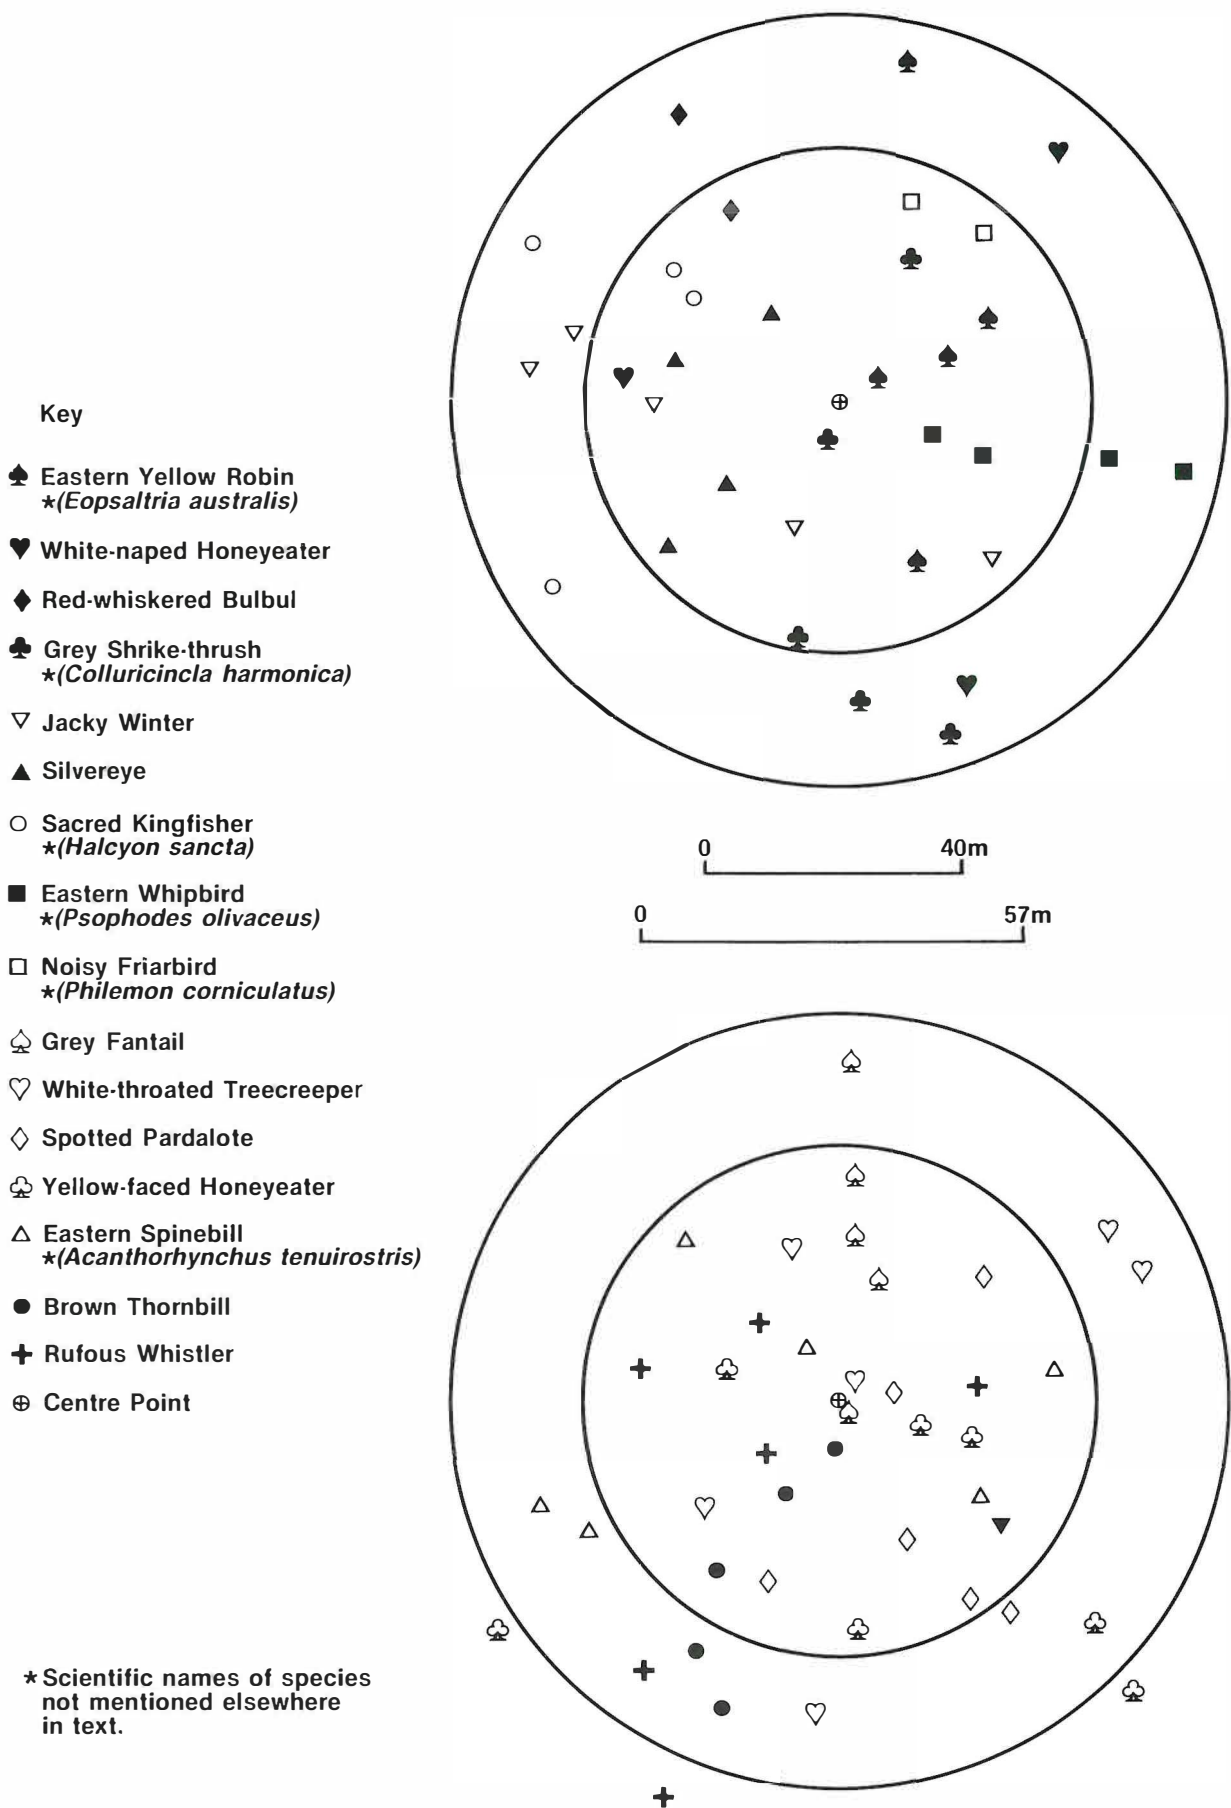 Key
Eastern Yellow Robin
*(Eopsaltria australis)
White-naped Honeyeater
Red-whiskered Bulbul
Grey Shrike-thrush
*(Colluricincla harmonica)
Jacky Winter
Silvereye
Sacred Kingfisher
*(Halcyon sancta)
Eastern Whipbird
*(Psophodes olivaceus)
Noisy Friarbird
*(Philemon corniculatus)
Grey Fantail
White-throated Treecreeper
Spotted Pardalote
Yellow-faced Honeyeater
Eastern Spinebill
*(Acanthorhynchus tenuirostris)
Brown Thornbill
Rufous Whistler
Centre Point
*Scientific names of species
not mentioned elsewhere
in text.
0 40m
0 57m